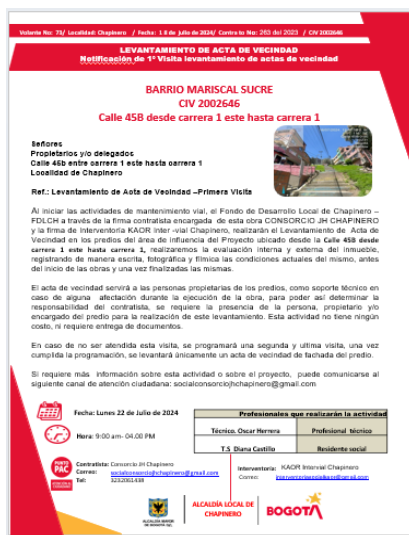 Volante No: 73/ Localidad: Chapinero / Fecha: 18 de julio de 2024/ Contrato No: 263 del 2023 / CIV 2002646
LEVANTAMIENTO DE ACTA DE VECINDAD
Notificación de 1° Visita levantamiento de actas de vecindad
BARRIO MARISCAL SUCRE
CIV 2002646
Calle 45B desde carrera 1 este hasta carrera 1
Señores
Propietarios y/o delegados
Calle 45b entre carrera 1 este hasta carrera 1
Localidad de Chapinero
Ref.: Levantamiento de Acta de Vecindad –Primera Visita
Al iniciar las actividades de mantenimiento vial, el Fondo de Desarrollo Local de Chapinero –
FDLCH a través de la firma contratista encargada de esta obra CONSORCIO JH CHAPINERO
y la firma de Interventoría KAOR Inter -vial Chapinero, realizarán el Levantamiento de Acta de
Vecindad en los predios del área de influencia del Proyecto ubicado desde la Calle 45B desde
carrera 1 este hasta carrera 1, realizaremos la evaluación interna y externa del inmueble,
registrando de manera escrita, fotográfica y fílmica las condiciones actuales del mismo, antes
del inicio de las obras y una vez finalizadas las mismas.
El acta de vecindad servirá a las personas propietarias de los predios, como soporte técnico en
caso de alguna afectación durante la ejecución de la obra, para poder así determinar la
responsabilidad del contratista, se requiere la presencia de la persona, propietario y/o
encargado del predio para la realización de este levantamiento. Esta actividad no tiene ningún
costo, ni requiere entrega de documentos.
En caso de no ser atendida esta visita, se programará una segunda y ultima visita, una vez
cumplida la programación, se levantará únicamente un acta de vecindad de fachada del predio.
Si requiere más información sobre esta actividad o sobre el proyecto, puede comunicarse al
siguiente canal de atención ciudadana: socialconsorciojhchapinero@gmail.com
Fecha: Lunes 22 de Julio de 2024
Hora: 9:00 am- 04.00 PM
Profesionales que realizarán la actividad
Técnico. Oscar Herrera Profesional técnico
T.S Diana Castillo Residente social
PUNTO
PAC
Contratista: Consorcio JH Chapinero
Correo: socialconsorciojhchapinero@gmail.com
Tel: 3232061438
Interventoría: KAOR Intervial Chapinero
Correo: interventoriasocialkaor@gmail.com
ALCALDÍA MAYOR
DE BOGOTÁ D.C.
ALCALDÍA LOCAL DE
CHAPINERO
BOGOTÁ